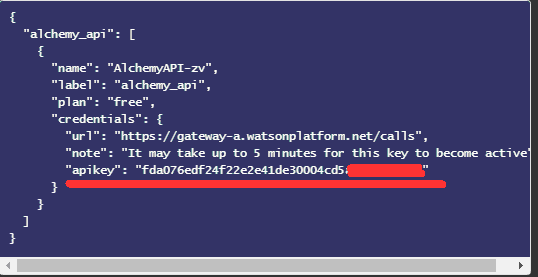 {
"alchemy_api": [
{
"name": "AlchemyAPI-zv",
"label": "alchemy_api",
"plan": "free",
"credentials": {
"url": "https://gateway-a.watsonplatform.net/calls",
"note": "It may take up to 5 minutes for this key to become active"
"apikey": "fda076edf24f22e2e41de30004cd5 "
}
}
]
}